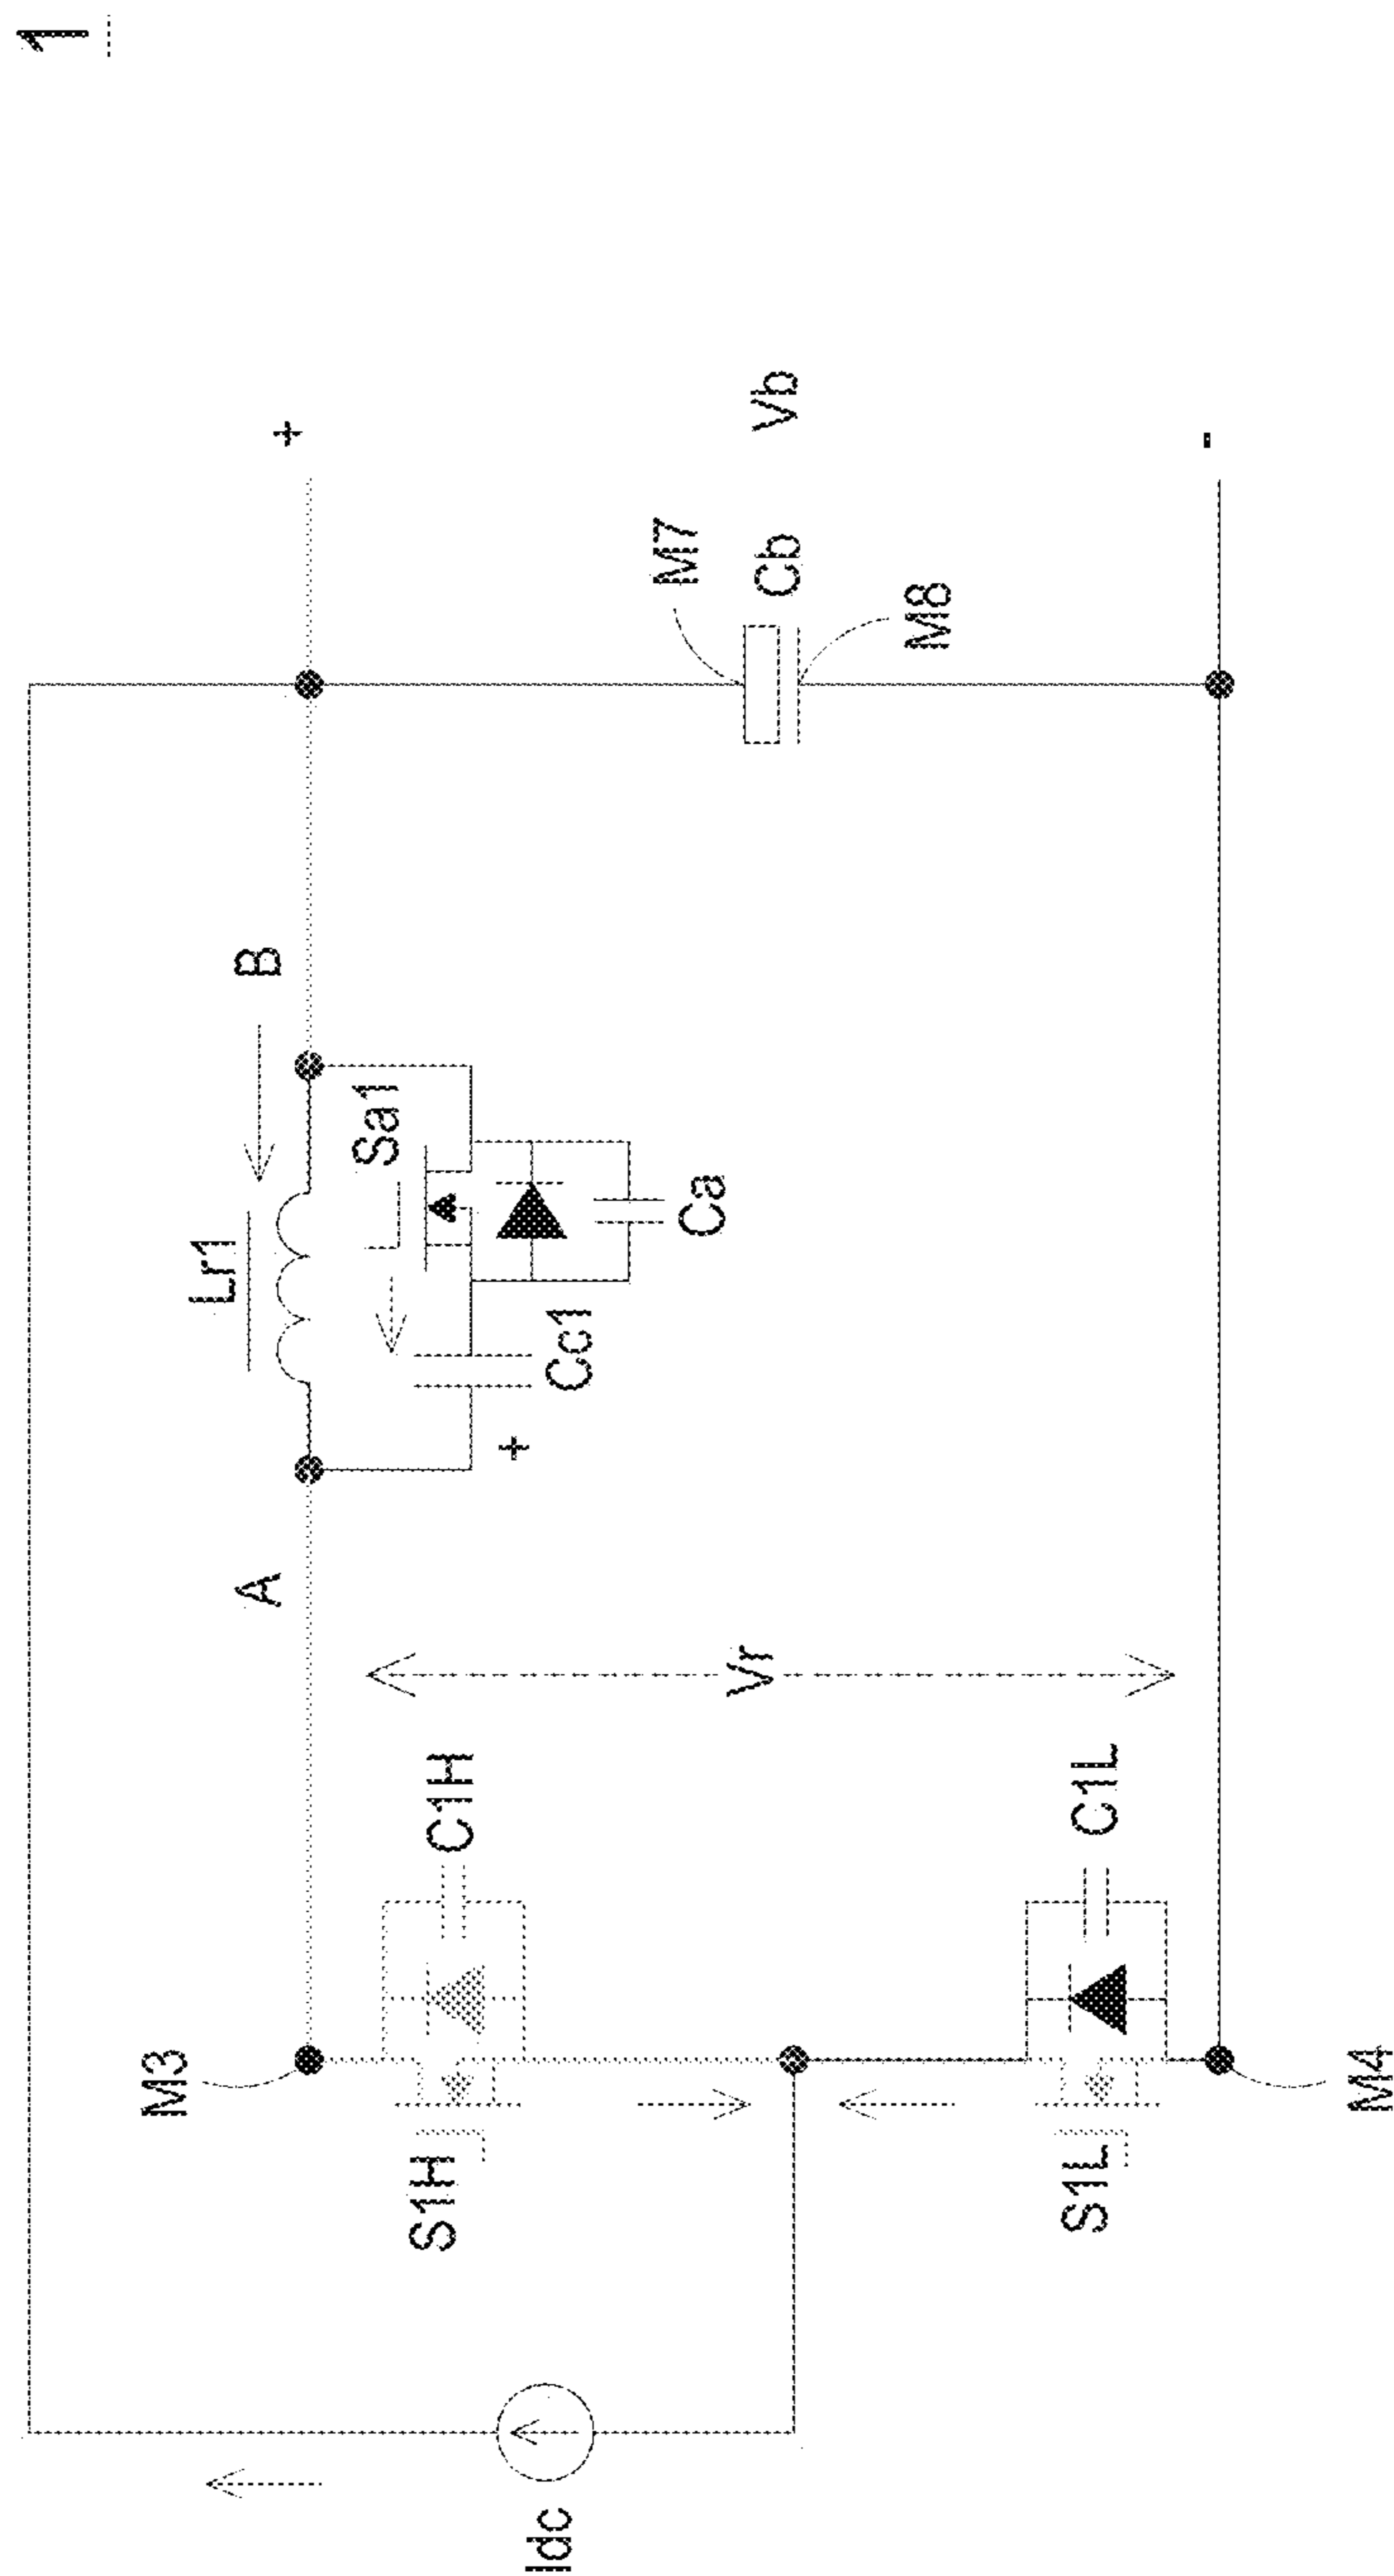 1
Idc
S1H
S1L
M3
M4
C1H
C1L
Vr
A
+
Cc1
Lr1
Sa1
Ca
B
M7
Cb
M8
+
Vb
-